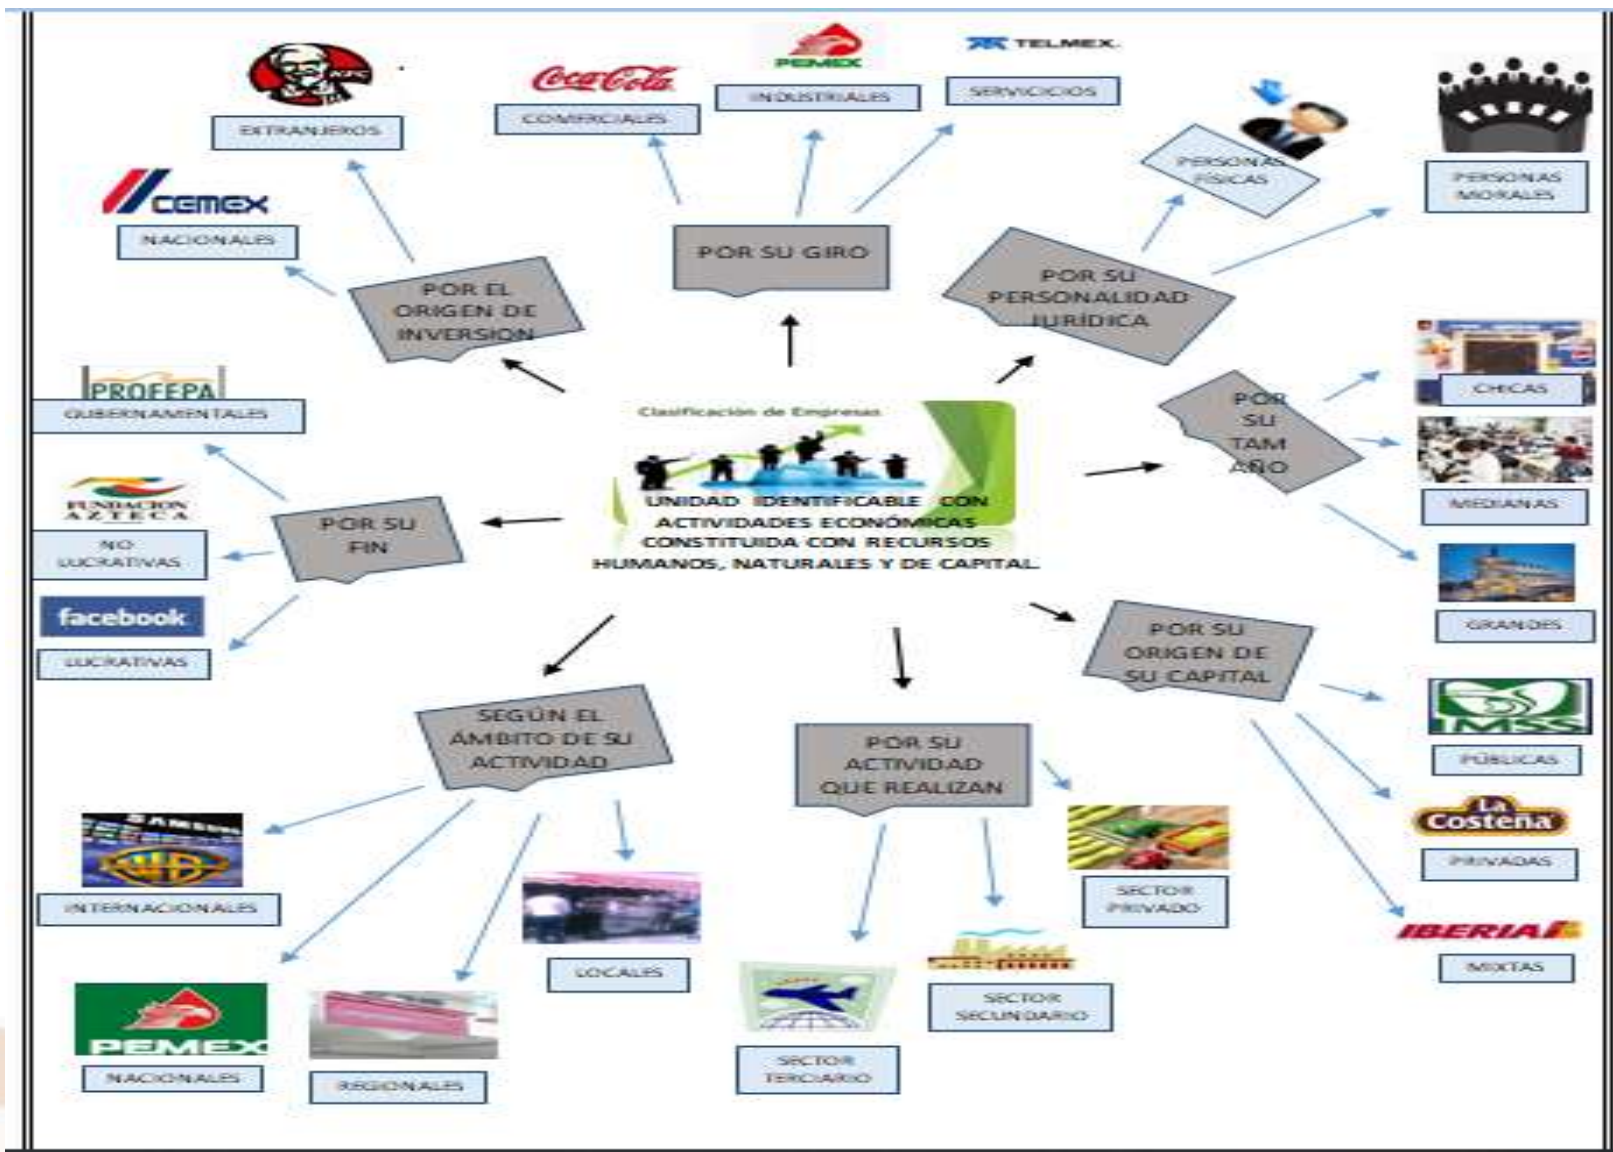 KFC
EXTRANJEROS
CEMEX
NACIONALES
POR EL
ORIGEN DE
INVERSION
Coca-Cola
COMERCIALES
PEMEX
INDUSTRIALES
TELMEX.
SERVICICIOS
POR SU GIRO
PERSONAS
FÍSICAS
PERSONAS
MORALES
POR SU
PERSONALIDAD
JURÍDICA
CHICAS
POR
SU
TAM
AÑO
MEDIANAS
GRANDES
Clasificación de Empresas
UNIDAD IDENTIFICABLE CON
ACTIVIDADES ECONÓMICAS
CONSTITUIDA CON RECURSOS
HUMANOS, NATURALES Y DE CAPITAL.
PROFEPA
GUBERNAMENTALES
FUNDACION
AZTECA
NO
LUCRATIVAS
facebook
LUCRATIVAS
POR SU
FIN
POR SU
ORIGEN DE
SU CAPITAL
IMSS
PÚBLICAS
La
Costeña
PRIVADAS
IBERIA
MIXTAS
SEGÚN EL
ÁMBITO DE SU
ACTIVIDAD
INTERNACIONALES
WB
PEMEX
NACIONALES
REGIONALES
LOCALES
POR SU
ACTIVIDAD
QUE REALIZAN
SECTOR
PRIVADO
SECTOR
SECUNDARIO
SECTOR
TERCIARIO